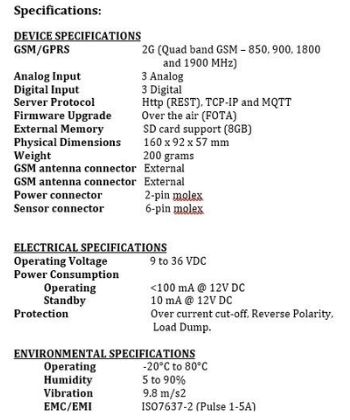 Specifications:
DEVICE SPECIFICATIONS
GSM/GPRS 2G (Quad band GSM – 850, 900, 1800
and 1900 MHz)
Analog Input 3 Analog
Digital Input 3 Digital
Server Protocol Http (REST), TCP-IP and MQTT
Firmware Upgrade Over the air (FOTA)
External Memory SD card support (8GB)
Physical Dimensions 160 x 92 x 57 mm
Weight 200 grams
GSM antenna connector External
GSM antenna connector External
Power connector 2-pin molex
Sensor connector 6-pin molex
ELECTRICAL SPECIFICATIONS
Operating Voltage 9 to 36 VDC
Power Consumption
Operating <100 mA @ 12V DC
Standby 10 mA @ 12V DC
Protection Over current cut-off, Reverse Polarity,
Load Dump.
ENVIRONMENTAL SPECIFICATIONS
Operating -20°C to 80°C
Humidity 5 to 90%
Vibration 9.8 m/s2
EMC/EMI ISO7637-2 (Pulse 1-5A)